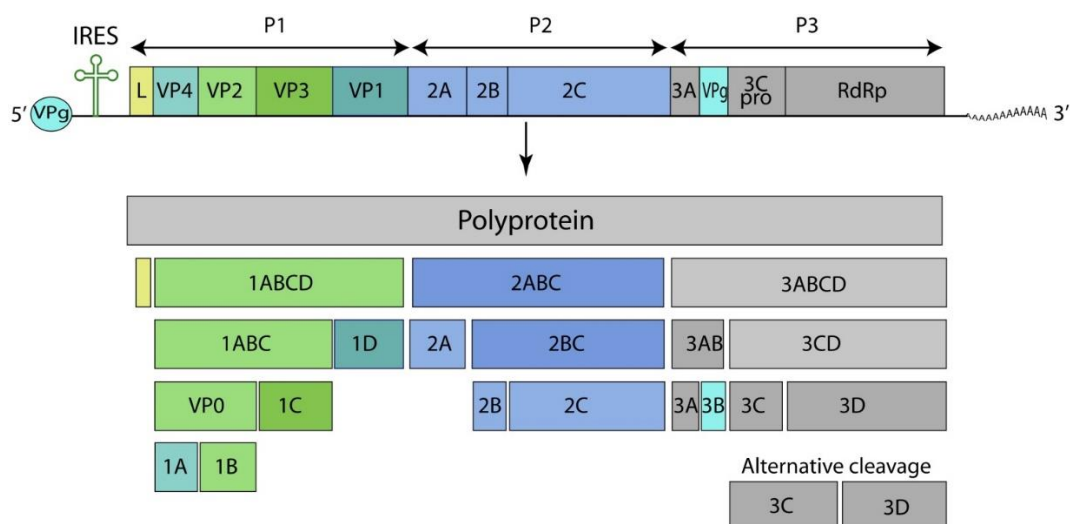 P1 P2 P3
IRES
L VP4 VP2 VP3 VP1 2A 2B 2C 3A VPg 3C pro RdRp
5′ VPg AAAAAAAAA 3′
Polyprotein
1ABCD 2ABC 3ABCD
1ABC 1D 2A 2BC 3AB 3CD
VP0 1C 2B 2C 3A 3B 3C 3D
1A 1B
Alternative cleavage
3C 3D